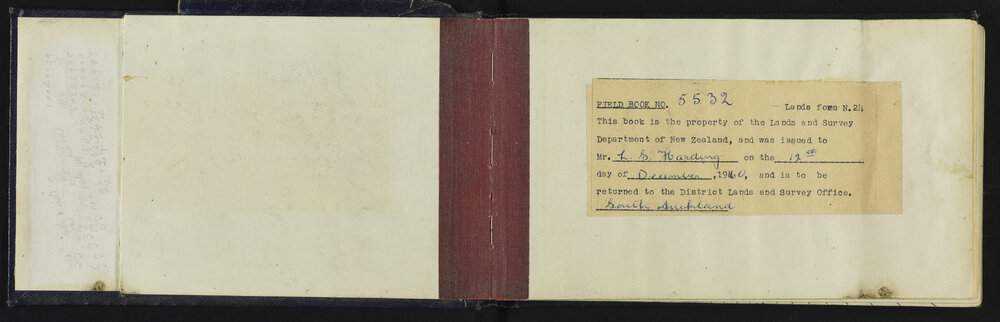 FIELD BOOK NO. 5532 Lands form N.24
This book is the property of the Lands and Survey
Department of New Zealand, and was issued to
Mr. L. S. Harding on the 12th
day of December, 1960, and is to be
returned to the District Lands and Survey Office.
South Auckland